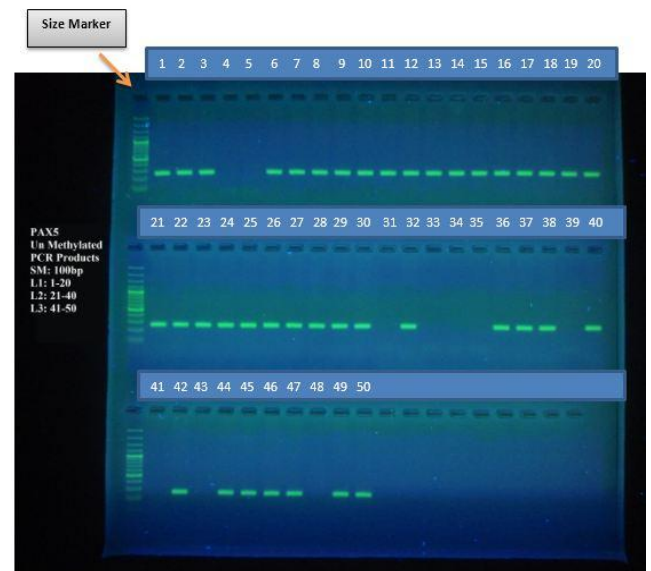 Size Marker
1 2 3 4 5 6 7 8 9 10 11 12 13 14 15 16 17 18 19 20
21 22 23 24 25 26 27 28 29 30 31 32 33 34 35 36 37 38 39 40
PAX5
Un Methylated
PCR Products
SM: 100bp
L1: 1-20
L2: 21-40
L3: 41-50
41 42 43 44 45 46 47 48 49 50